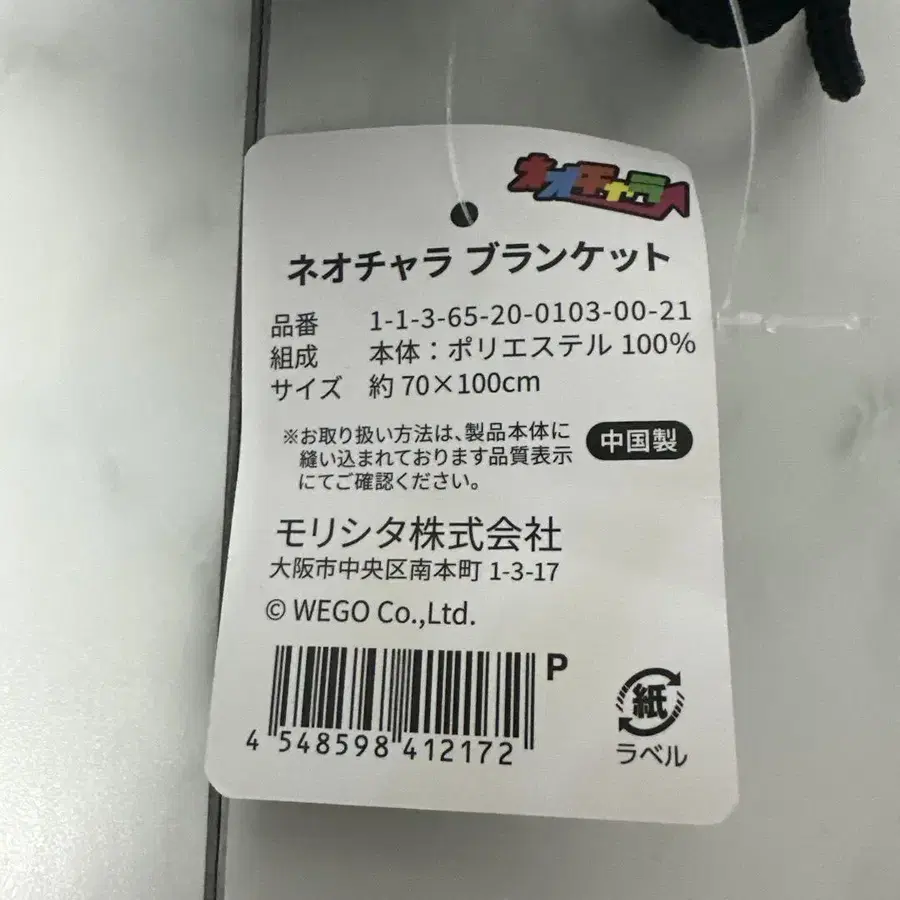 ネオチャラ
ネオチャラ ブランケット
品番 1-1-3-65-20-0103-00-21
組成 本体：ポリエステル 100%
サイズ 約 70×100cm
※お取り扱い方法は、製品本体に
縫い込まれております品質表示
にてご確認ください。
中国製
モリシタ株式会社
大阪市中央区南本町 1-3-17
© WEGO Co.,Ltd.
P
4 548598 412172
紙
ラベル